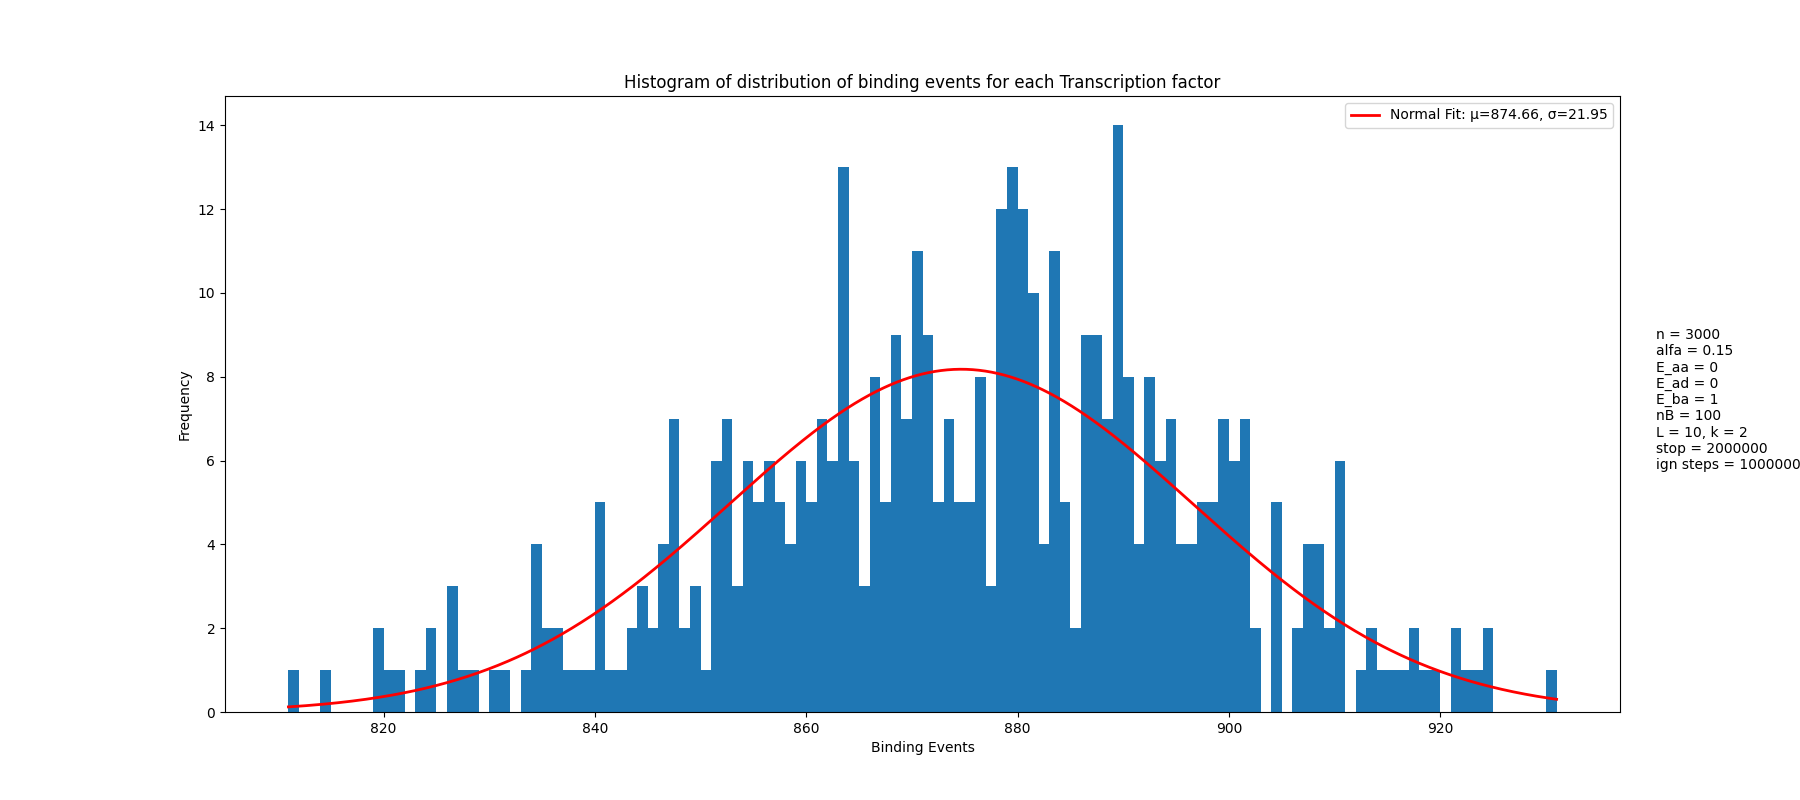 Histogram of distribution of binding events for each Transcription factor
Normal Fit: μ=874.66, σ=21.95
14
12
10
8
6
4
2
0
Frequency
820
840
860
880
900
920
Binding Events
n = 3000
alfa = 0.15
E_aa = 0
E_ad = 0
E_ba = 1
nB = 100
L = 10, k = 2
stop = 2000000
ign steps = 1000000